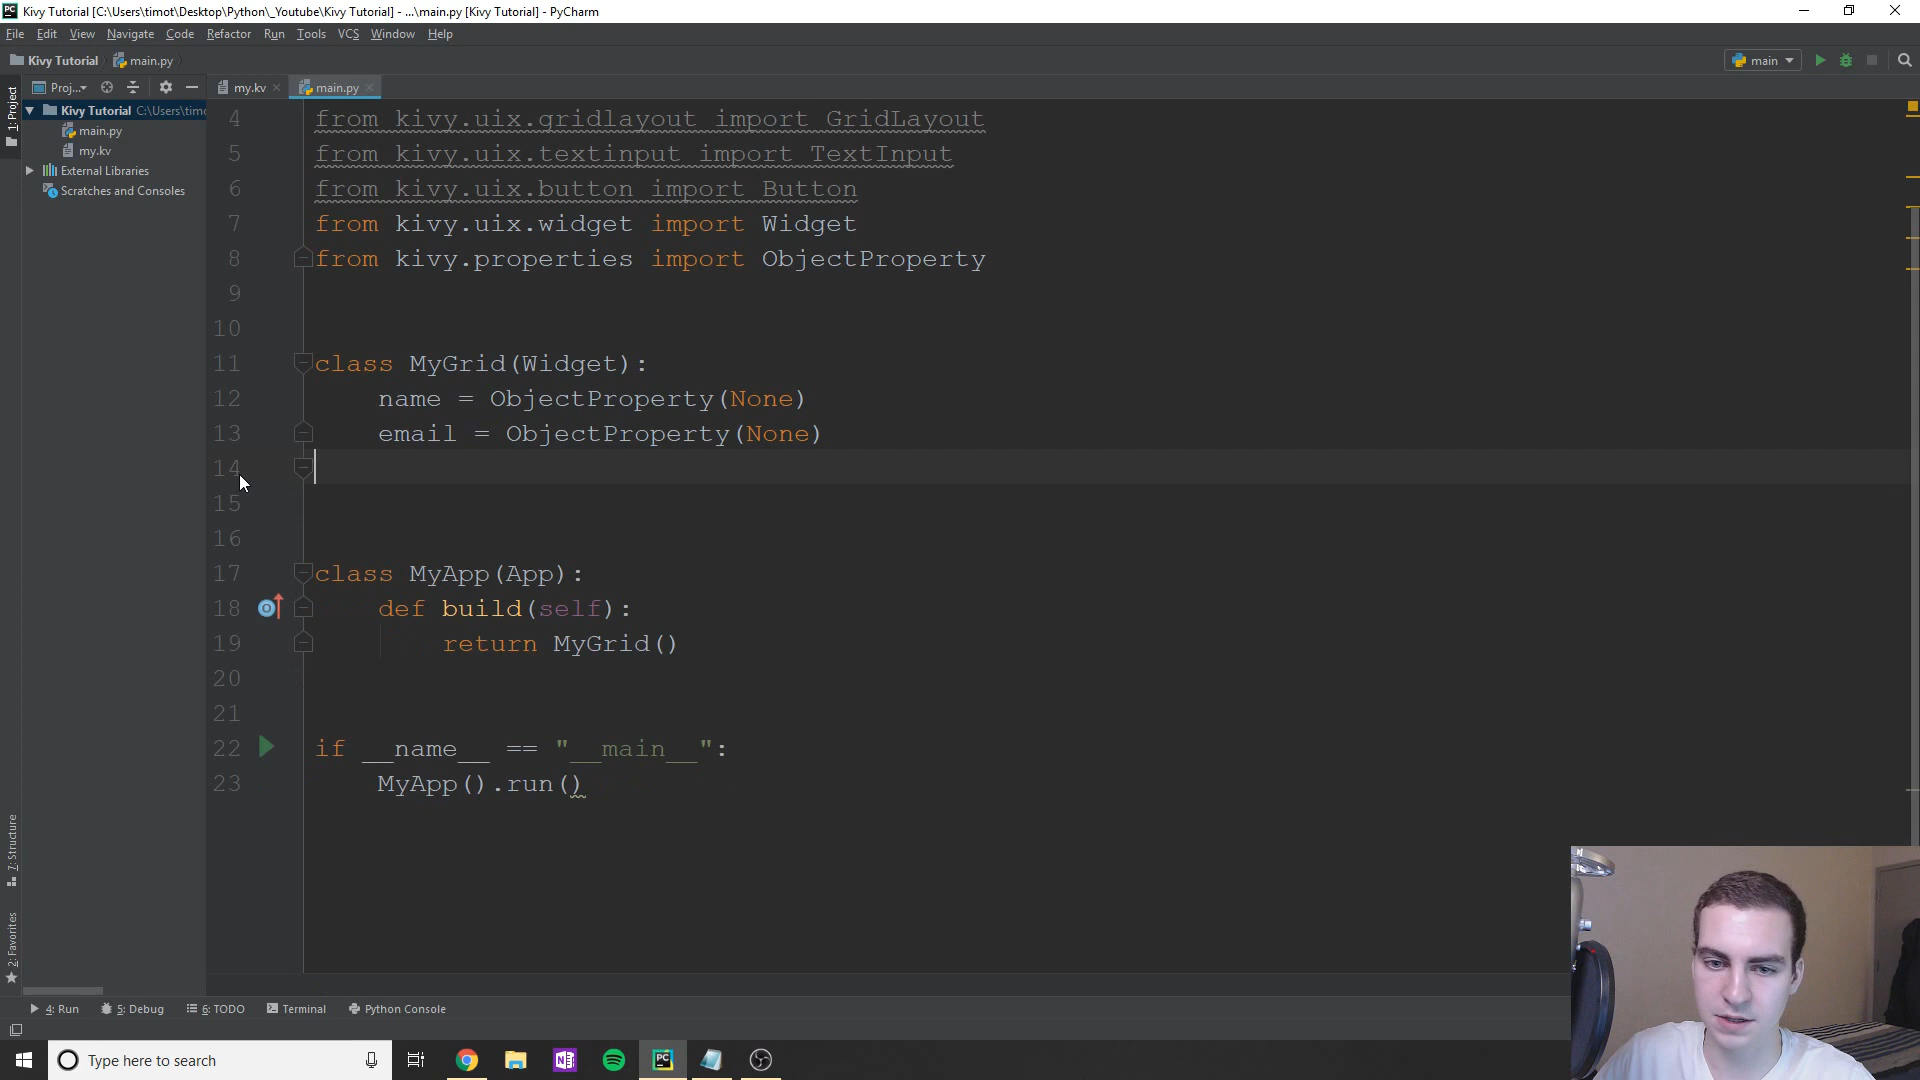 Kivy Tutorial [C:\Users\timot\Desktop\Python\_Youtube\Kivy Tutorial] - ...\main.py [Kivy Tutorial] - PyCharm
File Edit View Navigate Code Refactor Run Tools VCS Window Help
Kivy Tutorial main.py main
1: Project
Proj... my.kv main.py
Kivy Tutorial C:\Users\timo
main.py
my.kv
External Libraries
Scratches and Consoles
4 from kivy.uix.gridlayout import GridLayout
5 from kivy.uix.textinput import TextInput
6 from kivy.uix.button import Button
7 from kivy.uix.widget import Widget
8 from kivy.properties import ObjectProperty
9
10
11 class MyGrid(Widget):
12 name = ObjectProperty(None)
13 email = ObjectProperty(None)
14
15
16
17 class MyApp(App):
18 def build(self):
19 return MyGrid()
20
21
22 if __name__ == "__main__":
23 MyApp().run()
7: Structure
2: Favorites
4: Run 5: Debug 6: TODO Terminal Python Console
Type here to search